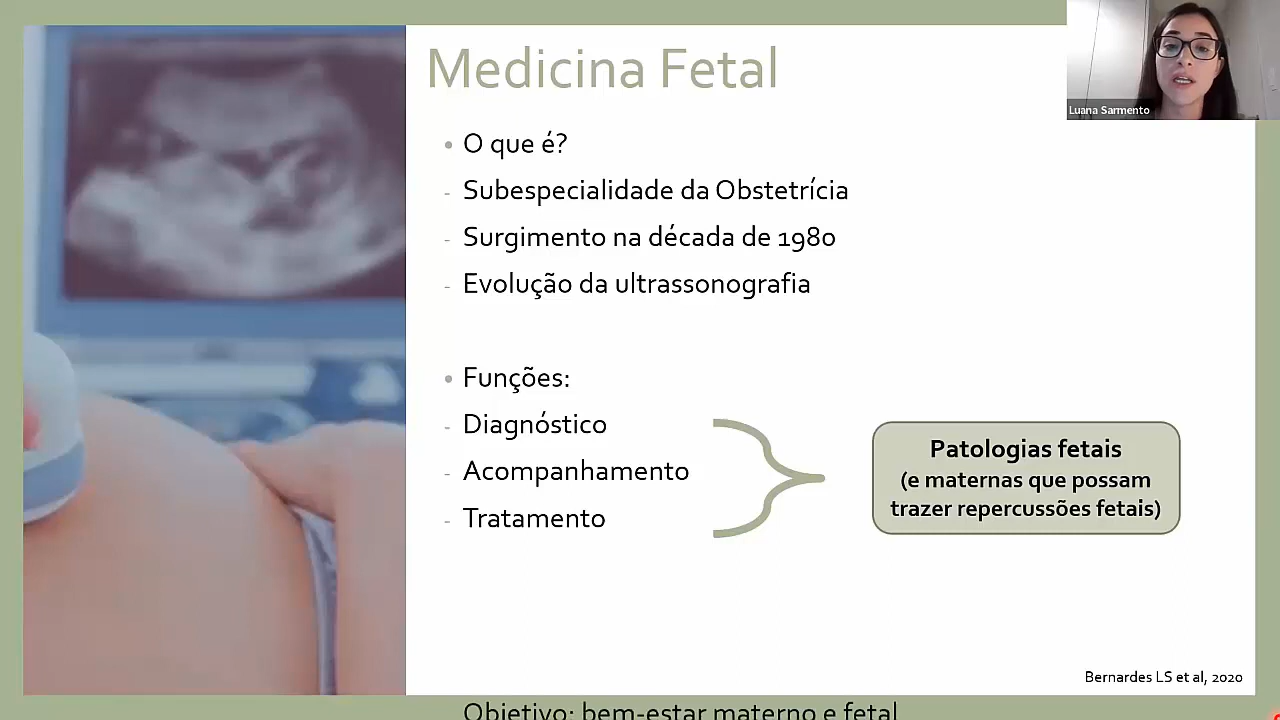 Medicina Fetal
Luana Sarmento
• O que é?
- Subespecialidade da Obstetrícia
- Surgimento na década de 1980
- Evolução da ultrassonografia
• Funções:
- Diagnóstico
- Acompanhamento
- Tratamento
Patologias fetais
(e maternas que possam
trazer repercussões fetais)
Bernardes LS et al, 2020
Objetivo: bem-estar materno e fetal